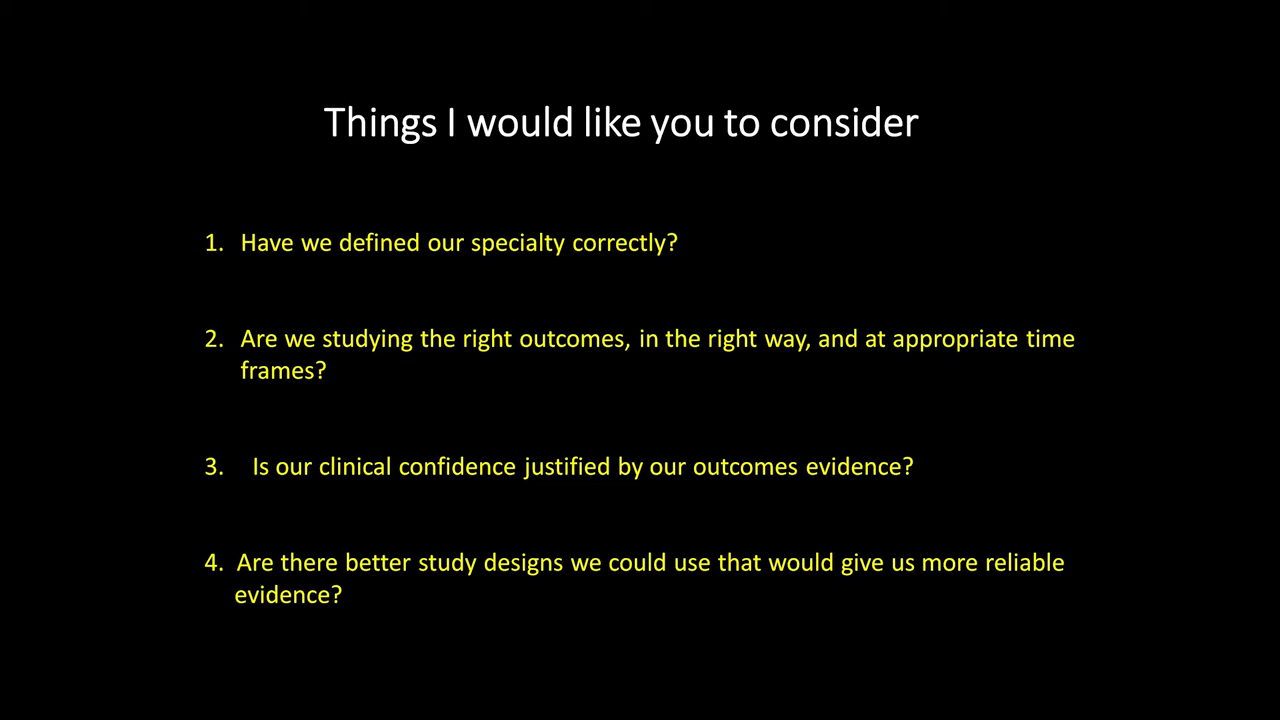 Things I would like you to consider
1. Have we defined our specialty correctly?
2. Are we studying the right outcomes, in the right way, and at appropriate time
frames?
3. Is our clinical confidence justified by our outcomes evidence?
4. Are there better study designs we could use that would give us more reliable
evidence?